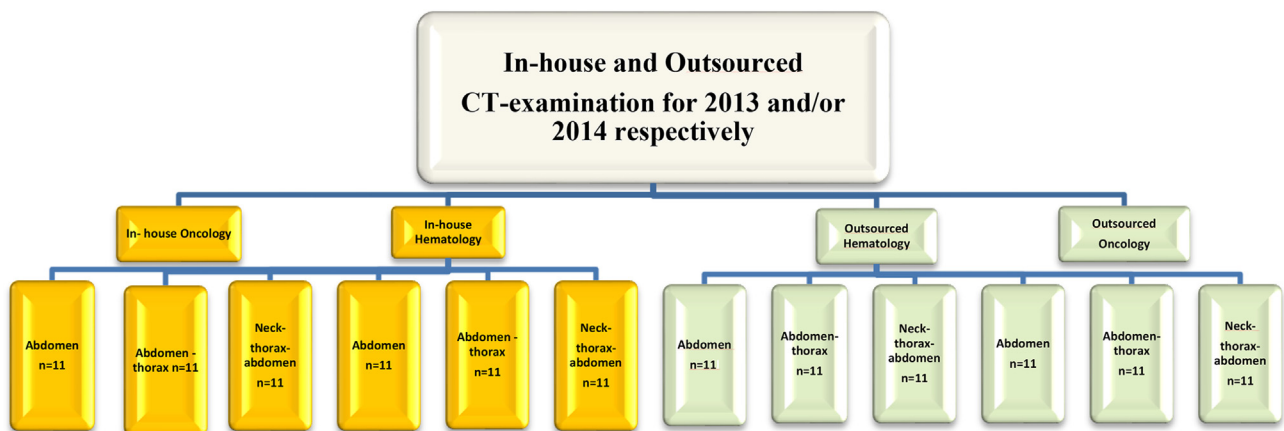 In-house and Outsourced
CT-examination for 2013 and/or
2014 respectively
In- house Oncology
In-house
Hematology
Outsourced
Hematology
Outsourced
Oncology
Abdomen
n=11
Abdomen -
thorax n=11
Neck-
thorax-
abdomen
n=11
Abdomen
n=11
Abdomen -
thorax
n=11
Neck-
thorax-
abdomen
n=11
Abdomen
n=11
Abdomen-
thorax
n=11
Neck-
thorax-
abdomen
n=11
Abdomen
n=11
Abdomen-
thorax
n=11
Neck-
thorax-
abdomen
n=11